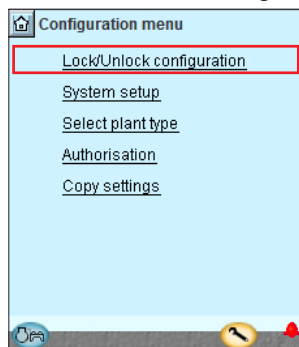 Configuration menu
Lock/Unlock configuration
System setup
Select plant type
Authorisation
Copy settings